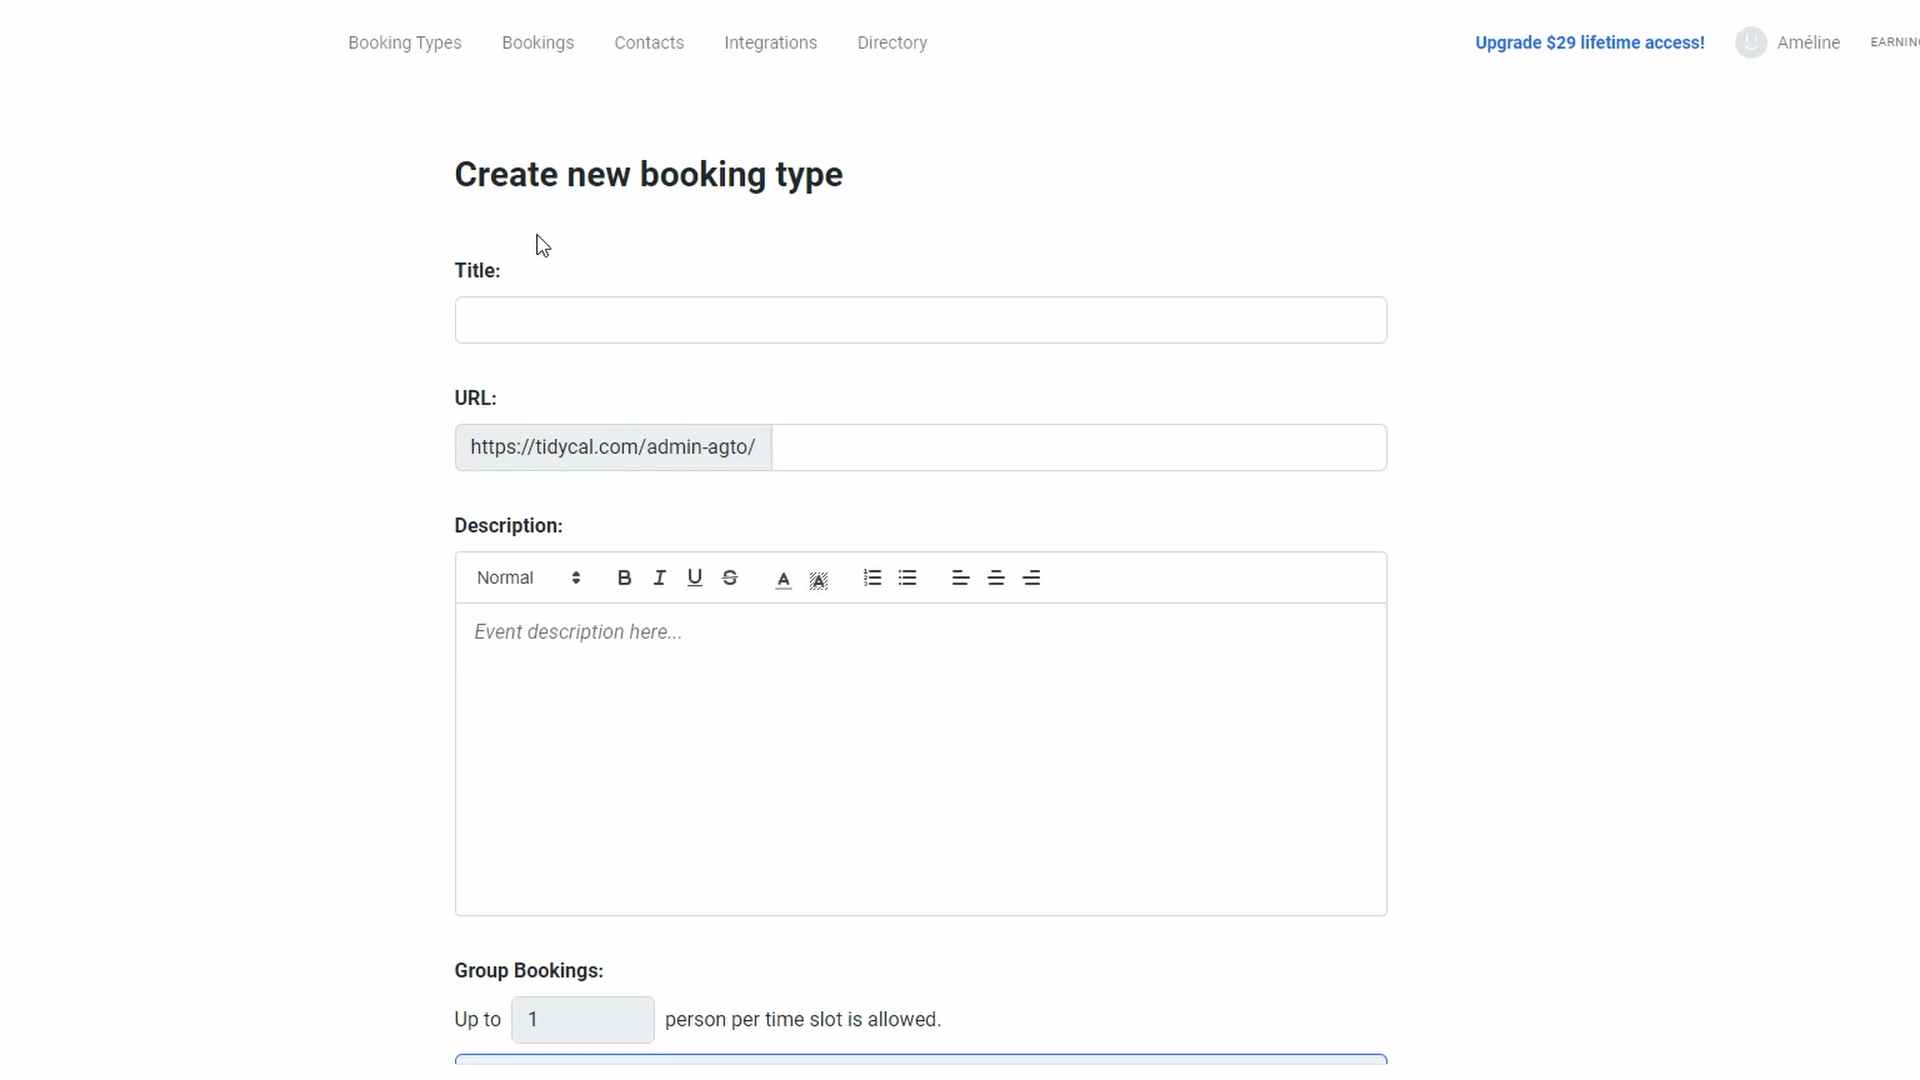 Booking Types Bookings Contacts Integrations Directory Upgrade $29 lifetime access! Améline EARNIN
Create new booking type
Title:
URL:
https://tidycal.com/admin-agto/
Description:
Normal B I U S A A
Event description here...
Group Bookings:
Up to 1 person per time slot is allowed.